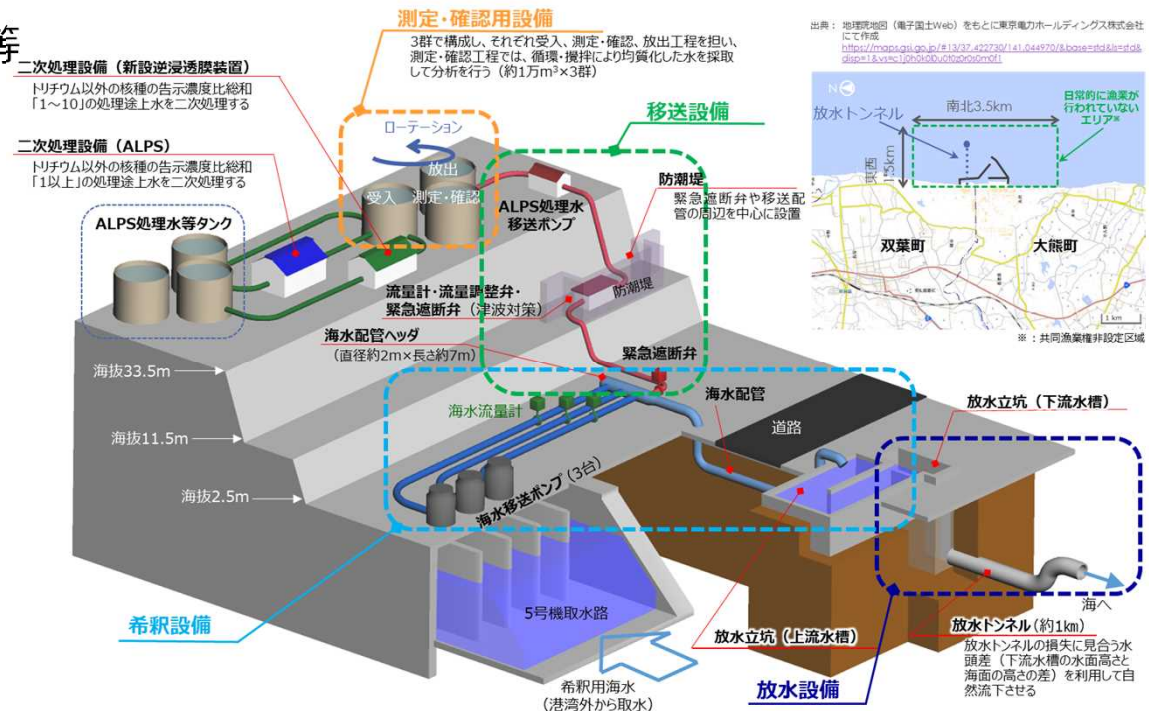 等
測定・確認用設備
3群で構成し、それぞれ受入、測定・確認、放出工程を担い、
測定・確認工程では、循環・攪拌により均質化した水を採取
して分析を行う（約1万m³×3群）
二次処理設備（新設逆浸透膜装置）
トリチウム以外の核種の告示濃度比総和
「1～10」の処理途上水を二次処理する
二次処理設備（ALPS）
トリチウム以外の核種の告示濃度比総和
「1以上」の処理途上水を二次処理する
ALPS処理水等タンク
ローテーション
放出
受入
測定・確認
移送設備
ALPS処理水
移送ポンプ
防潮堤
緊急遮断弁や移送配
管の周辺を中心に設置
防潮堤
流量計・流量調整弁・
緊急遮断弁（津波対策）
海水配管ヘッダ
（直径約2m×長さ約7m）
緊急遮断弁
海抜33.5m
海抜11.5m
海抜2.5m
海水流量計
海水配管
道路
放水立坑（下流水槽）
海水移送ポンプ（3台）
5号機取水路
希釈設備
希釈用海水
（港湾外から取水）
放水立坑（上流水槽）
海へ
放水トンネル（約1km）
放水トンネルの損失に見合う水
頭差（下流水槽の水面高さと
海面の高さの差）を利用して自
然流下させる
放水設備
出典： 地理院地図（電子国土Web）をもとに東京電力ホールディングス株式会社
にて作成
https://maps.gsi.go.jp/#13/37.422730/141.044970/&base=std&ls=std&
disp=1&vs=c1j0h0k0l0u0t0z0r0s0m0f1
N
南北3.5km
日常的に漁業が
行われていない
エリア※
放水トンネル
東西
1.5km
双葉町
大熊町
1 km
※：共同漁業権非設定区域